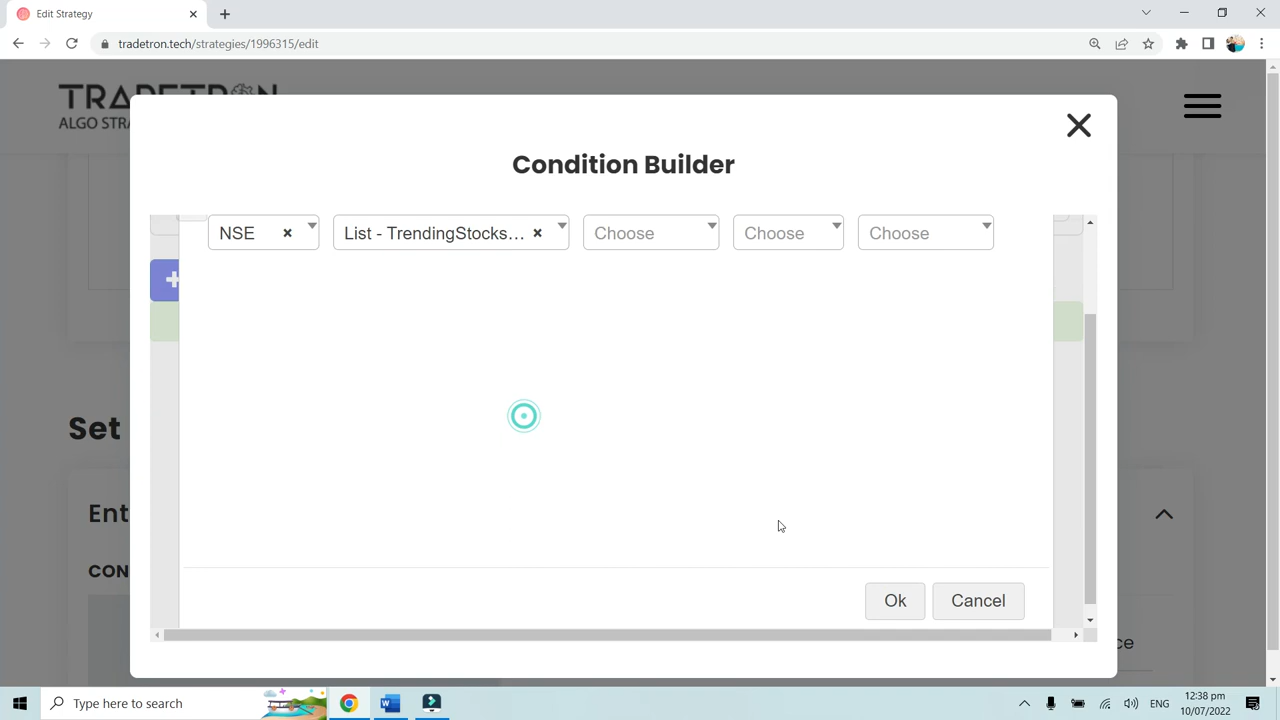 Edit Strategy
tradetron.tech/strategies/1996315/edit
TRADETRON
ALGO STRA
Condition Builder
NSE × List - TrendingStocks... × Choose Choose Choose
+
Set
Ent
CON
ce
Ok Cancel
Type here to search
ENG
12:38 pm
10/07/2022